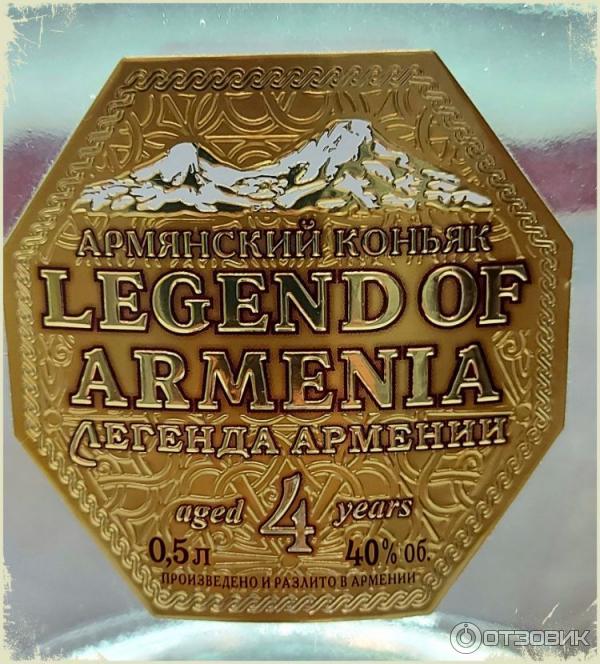 АРМЯНСКИЙ КОНЬЯК
LEGEND OF
ARMENIA
ЛЕГЕНДА АРМЕНИИ
aged 4 years
0,5 л 40% об.
ПРОИЗВЕДЕНО И РАЗЛИТО В АРМЕНИИ
ОТЗОВИК